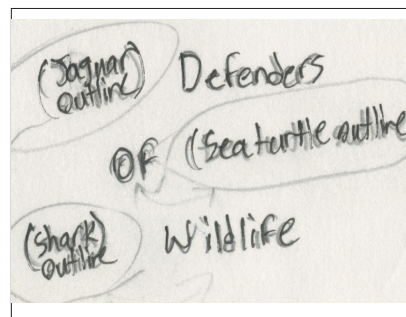 (Jaguar) Defenders
outline
OF (Sea turtle outline
(shark) Wildlife
outline